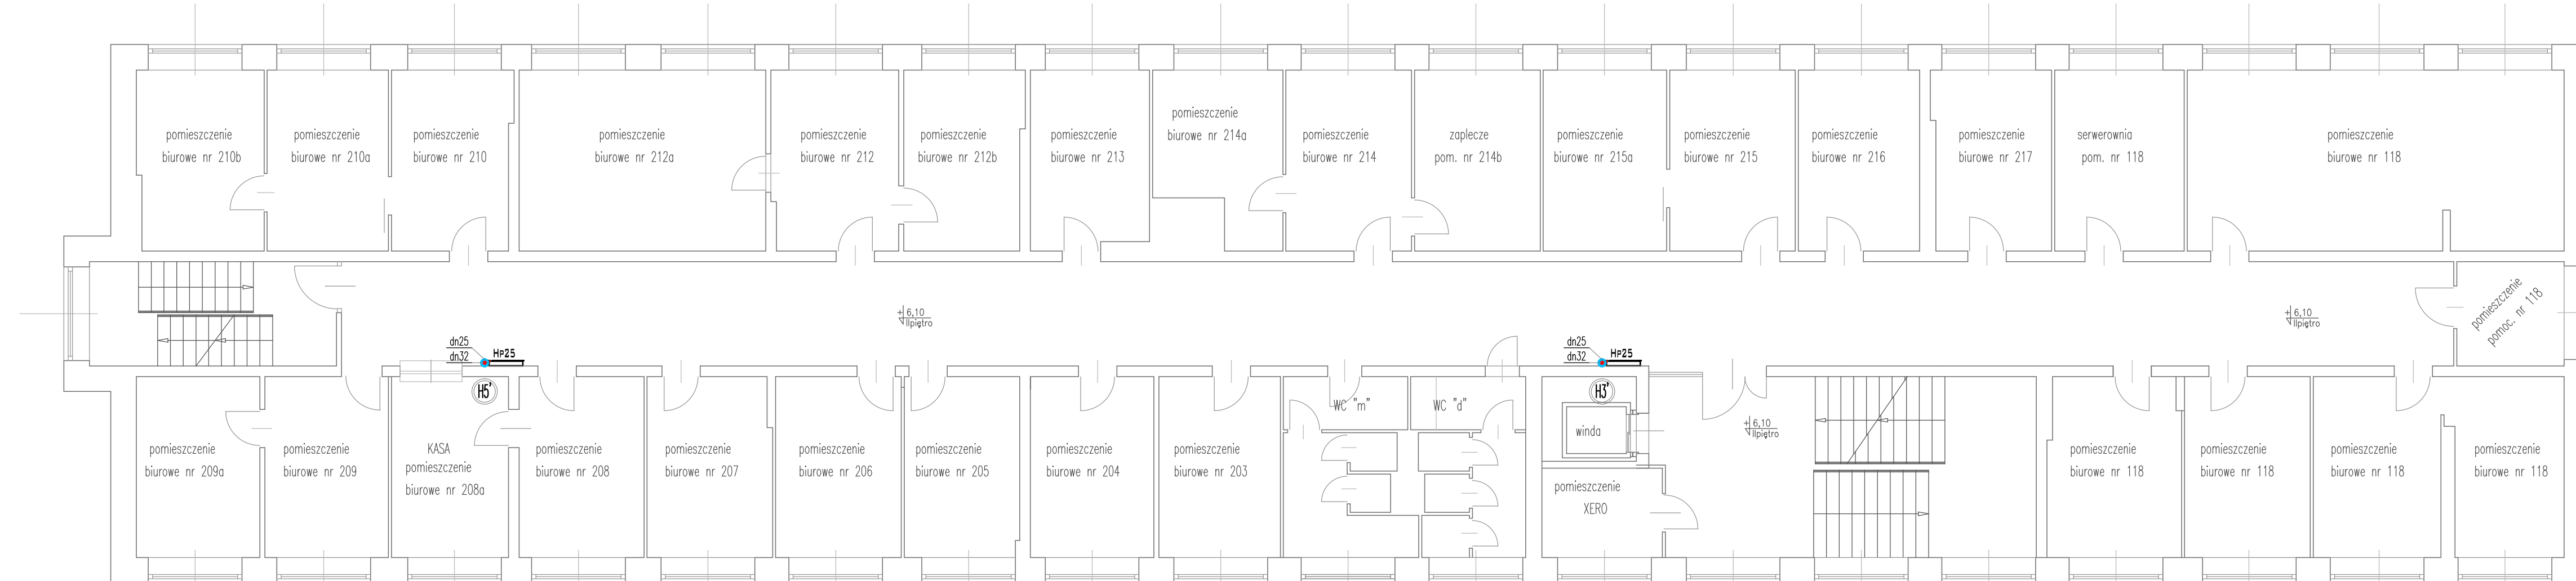 pomieszczenie
biurowe nr 210b
pomieszczenie
biurowe nr 210a
pomieszczenie
biurowe nr 210
pomieszczenie
biurowe nr 212a
pomieszczenie
biurowe nr 212
pomieszczenie
biurowe nr 212b
pomieszczenie
biurowe nr 213
pomieszczenie
biurowe nr 214a
pomieszczenie
biurowe nr 214
zaplecze
pom. nr 214b
pomieszczenie
biurowe nr 215a
pomieszczenie
biurowe nr 215
pomieszczenie
biurowe nr 216
pomieszczenie
biurowe nr 217
serwerownia
pom. nr 118
pomieszczenie
biurowe nr 118
+6,10
IIpiętro
+6,10
IIpiętro
pomieszczenie
pomoc. nr 118
dn25
dn32
HP25
H5'
dn25
dn32
HP25
H3'
pomieszczenie
biurowe nr 209a
pomieszczenie
biurowe nr 209
KASA
pomieszczenie
biurowe nr 208a
pomieszczenie
biurowe nr 208
pomieszczenie
biurowe nr 207
pomieszczenie
biurowe nr 206
pomieszczenie
biurowe nr 205
pomieszczenie
biurowe nr 204
pomieszczenie
biurowe nr 203
WC "m"
WC "d"
winda
pomieszczenie
XERO
+6,10
IIpiętro
pomieszczenie
biurowe nr 118
pomieszczenie
biurowe nr 118
pomieszczenie
biurowe nr 118
pomieszczenie
biurowe nr 118